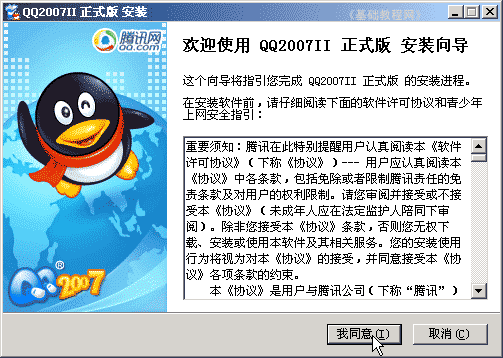 QQ2007II 正式版 安装
《基础教程网》
腾讯网
QQ.com
欢迎使用 QQ2007II 正式版 安装向导
这个向导将指引您完成 QQ2007II 正式版 的安装进程。
在安装软件前，请仔细阅读下面的软件许可协议和青少年
上网安全指引：
重要须知：腾讯在此特别提醒用户认真阅读本《软件
许可协议》（下称《协议》）--- 用户应认真阅读本
《协议》中各条款，包括免除或者限制腾讯责任的免
责条款及对用户的权利限制。请您审阅并接受或不接
受本《协议》（未成年人应在法定监护人陪同下审
阅）。除非您接受本《协议》条款，否则您无权下
载、安装或使用本软件及其相关服务。您的安装使用
行为将视为对本《协议》的接受，并同意接受本《协
议》各项条款的约束。
本《协议》是用户与腾讯公司（下称“腾讯”）
QQ®2007
我同意(I)
取消(C)